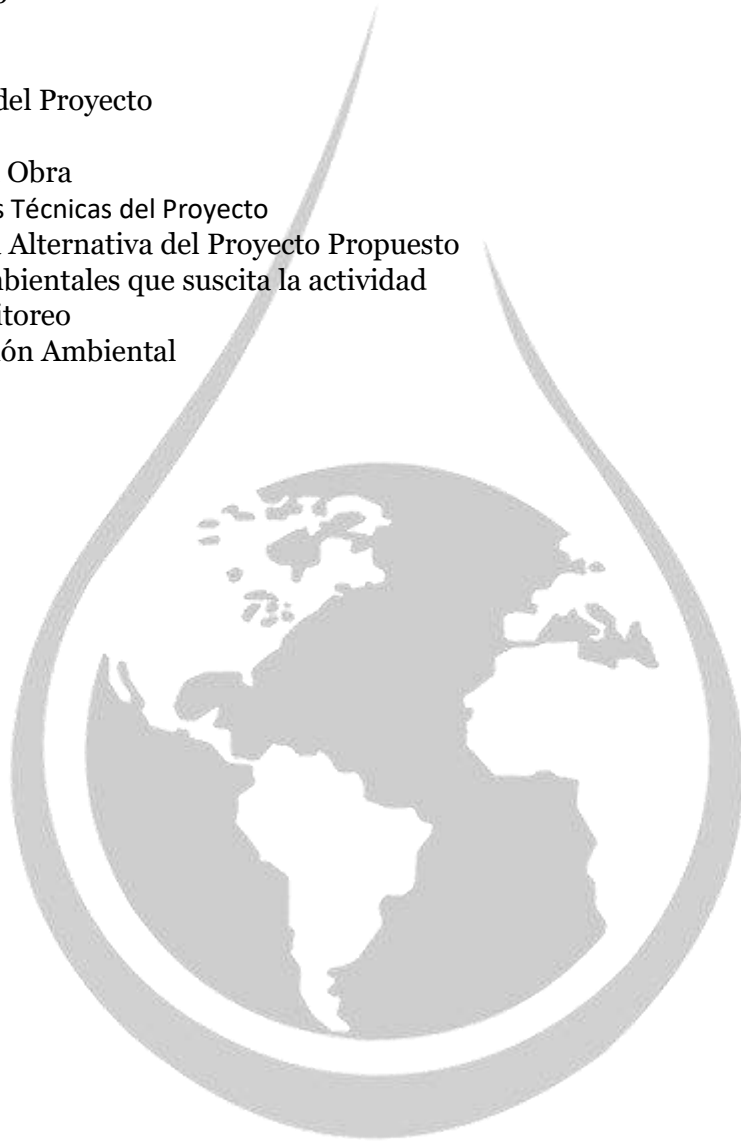 del Proyecto
Obra
s Técnicas del Proyecto
Alternativa del Proyecto Propuesto
bientales que suscita la actividad
itoreo
ón Ambiental